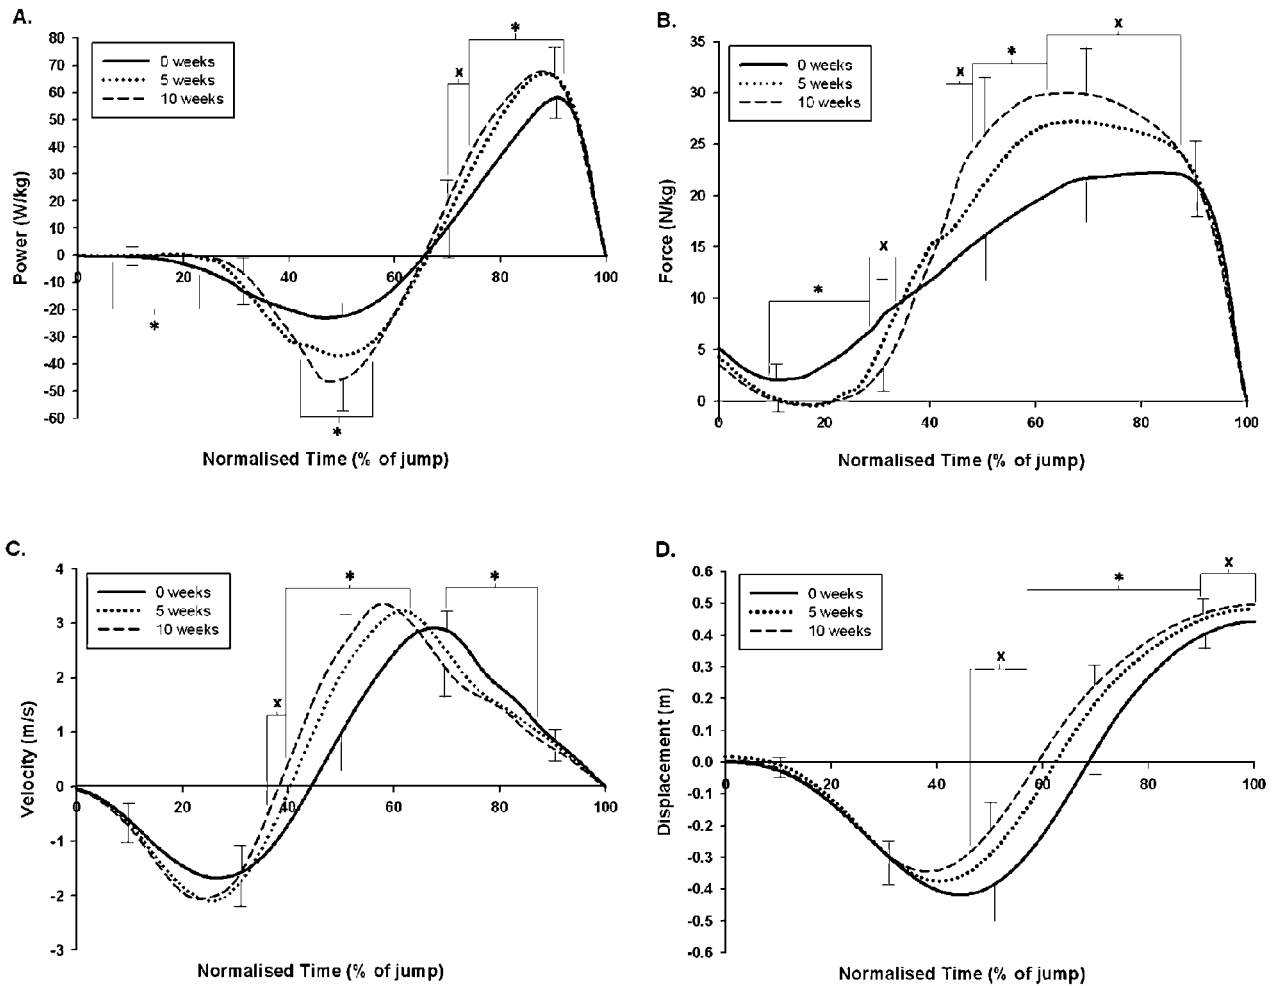 A.
80
70
60
50
40
30
20
10
0
-10
-20
-30
-40
-50
-60
Power (W/kg)
0 weeks
5 weeks
10 weeks
*
x
*
*
0 20 40 60 80 100
Normalised Time (% of jump)
B.
35
30
25
20
15
10
5
0
Force (N/kg)
0 weeks
5 weeks
10 weeks
x
*
x
x
*
0 20 40 60 80 100
Normalised Time (% of jump)
C.
4
3
2
1
0
-1
-2
-3
Velocity (m/s)
0 weeks
5 weeks
10 weeks
* *
x
0 20 40 60 80 100
Normalised Time (% of jump)
D.
0.6
0.5
0.4
0.3
0.2
0.1
0.0
-0.1
-0.2
-0.3
-0.4
-0.5
-0.6
Displacement (m)
0 weeks
5 weeks
10 weeks
x
*
x
0 20 40 60 80 100
Normalised Time (% of jump)